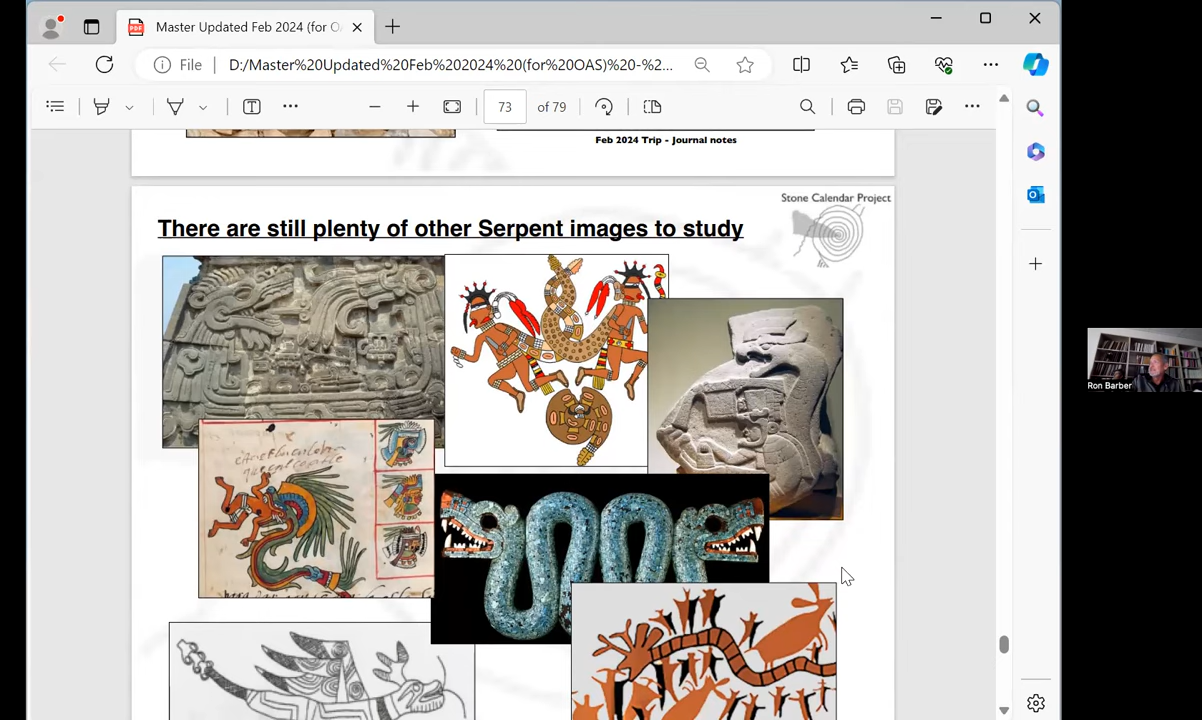 Master Updated Feb 2024 (for O
File
D:/Master%20Updated%20Feb%202024%20(for%20OAS)%20-%2...
73
of 79
Feb 2024 Trip - Journal notes
Stone Calendar Project
There are still plenty of other Serpent images to study
Ron Barber